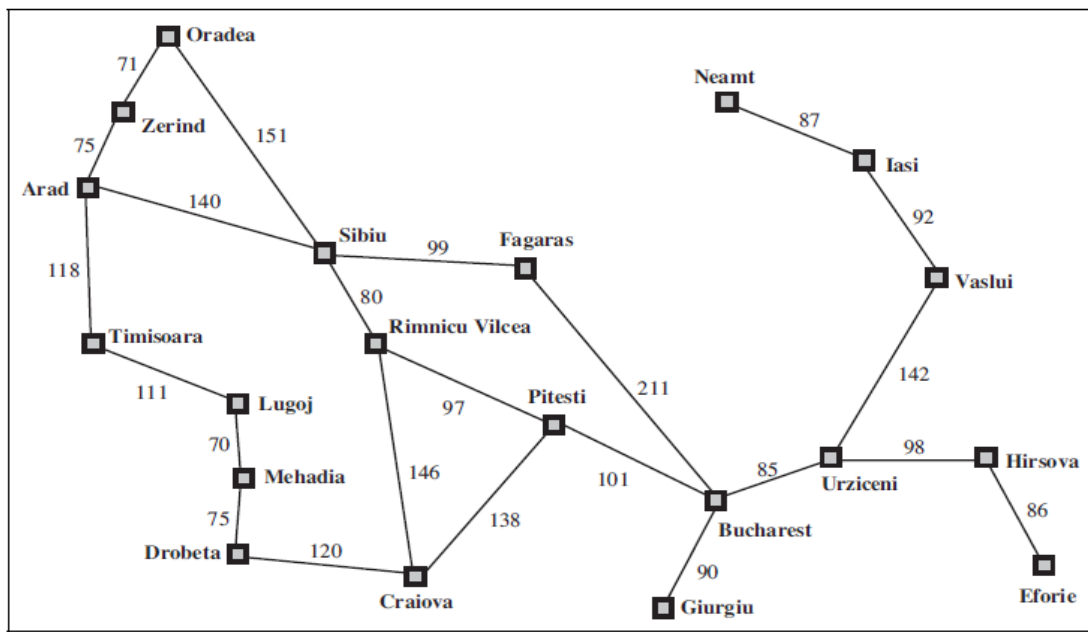 Oradea
71
Neamt
Zerind
87
151
75
Iasi
Arad
140
92
Sibiu
99
Fagaras
118
Vaslui
80
Timisoara
Rimnicu Vilcea
142
111
211
Lugoj
97
Pitesti
70
98
Hirsova
Mehadia
146
101
85
Urziceni
75
138
86
Bucharest
Drobeta
120
90
Eforie
Craiova
Giurgiu